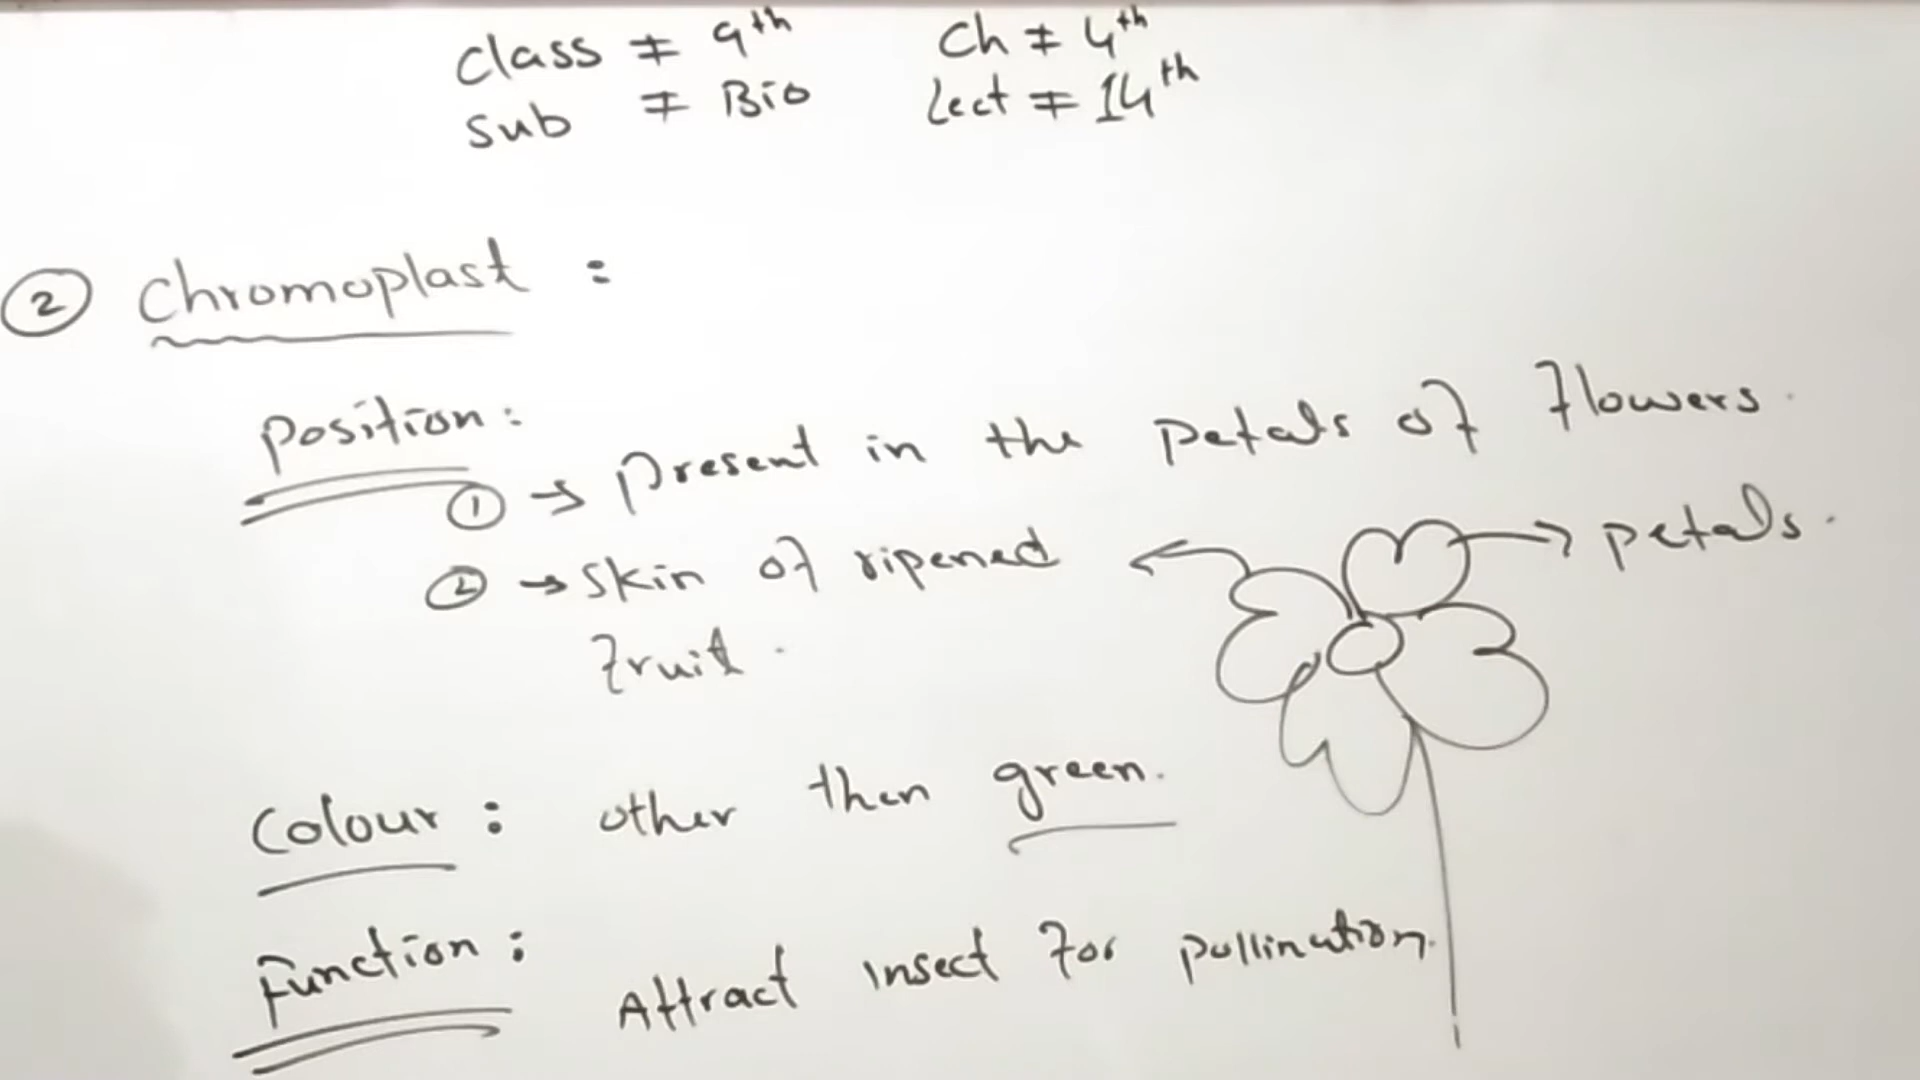 Class ≠ 9th Ch ≠ 4th
Sub ≠ Bio Lect ≠ 14th
② Chromoplast :
Position :
① → Present in the Petals of Flowers.
② → Skin of ripened
Fruit.
petals.
Colour : other then green.
Function : Attract insect For pollination.